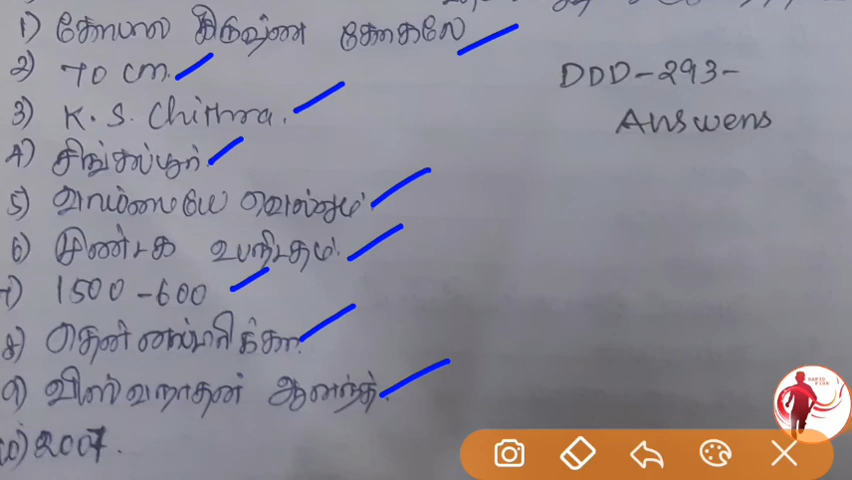 1) கோபால கிருஷ்ண கோகலே
2) 70 cm.
DDD-293-
3) K. S. Chithra.
Answers
4) சிங்கப்பூர்.
5) வாய்மையே வெல்லும்
6) முண்டக உபநிடதம்.
7) 1500-600
8) தென்னாப்பிரிக்கா.
9) விஸ்வநாதன் ஆனந்த்.
10) 2007.